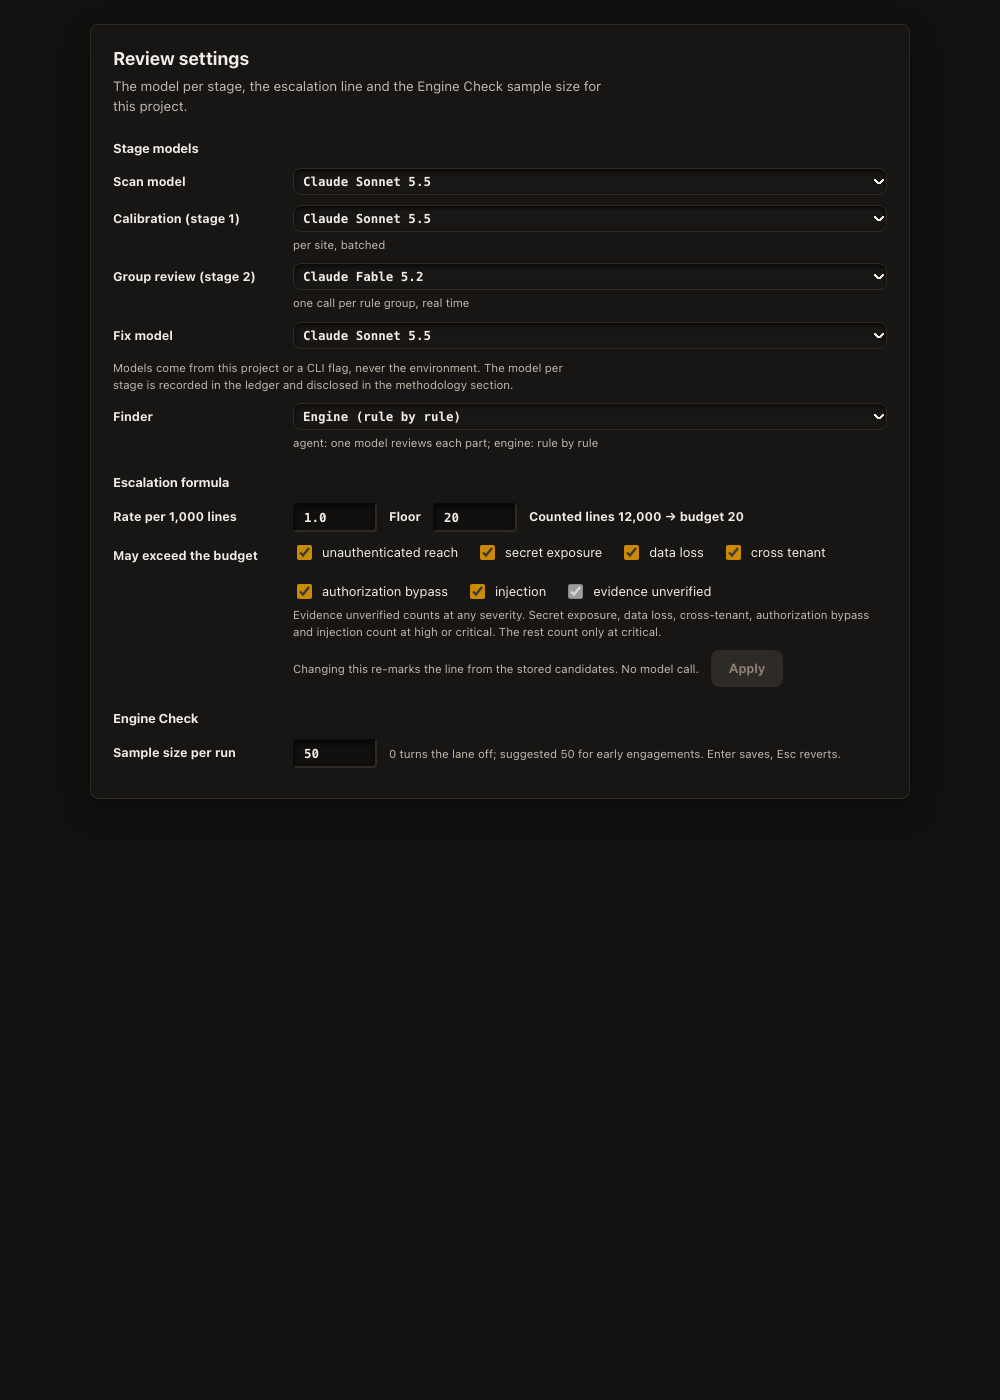 Review settings
The model per stage, the escalation line and the Engine Check sample size for
this project.
Stage models
Scan model
Claude Sonnet 5.5
Calibration (stage 1)
Claude Sonnet 5.5
per site, batched
Group review (stage 2)
Claude Fable 5.2
one call per rule group, real time
Fix model
Claude Sonnet 5.5
Models come from this project or a CLI flag, never the environment. The model per
stage is recorded in the ledger and disclosed in the methodology section.
Finder
Engine (rule by rule)
agent: one model reviews each part; engine: rule by rule
Escalation formula
Rate per 1,000 lines 1.0 Floor 20 Counted lines 12,000 → budget 20
May exceed the budget
unauthenticated reach secret exposure data loss cross tenant
authorization bypass injection evidence unverified
Evidence unverified counts at any severity. Secret exposure, data loss, cross-tenant, authorization bypass
and injection count at high or critical. The rest count only at critical.
Changing this re-marks the line from the stored candidates. No model call. Apply
Engine Check
Sample size per run 50 0 turns the lane off; suggested 50 for early engagements. Enter saves, Esc reverts.